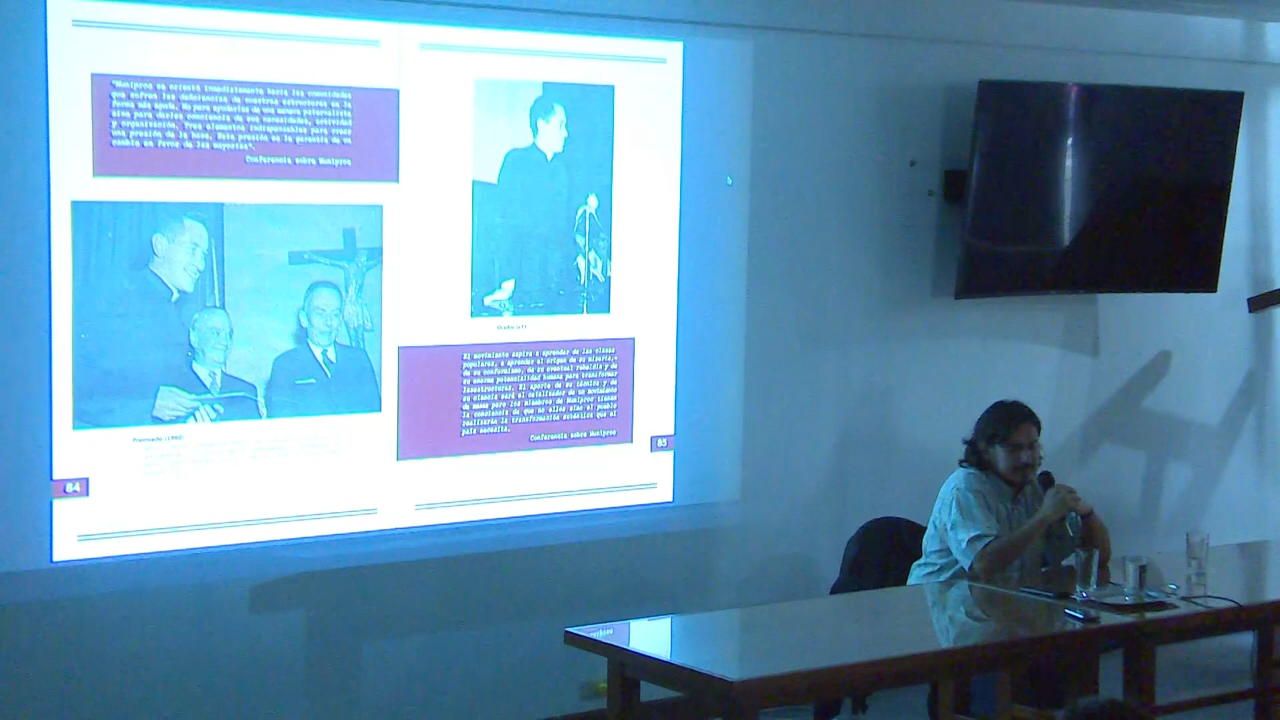 "Muniproc se orienta inmediatamente hacia las comunidades
que sufren las deficiencias de nuestras estructuras en la
forma más aguda. No para ayudarlas de una manera paternalista
sino para darles conciencia de sus necesidades, actividad
y organización. Tres elementos indispensables para crear
una presión de la base. Esta presión es la garantía de un
cambio en favor de las mayorías".
Conferencia sobre Muniproc
Premiado (1960)
84
El movimiento aspira a aprender de las clases
populares, a aprender el origen de su miseria,
de su conformismo, de su eventual rebeldía y de
su enorme potencialidad humana para transformar
las estructuras. El aporte de su técnica y de
su ciencia será el catalizador de un movimiento
de masa pero los miembros de Muniproc tienen
la conciencia de que no ellos sino el pueblo
realizarán la transformación auténtica que el
país necesita.
Conferencia sobre Muniproc
85